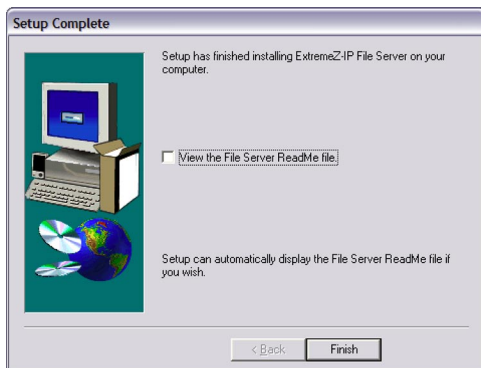 Setup Complete
Setup has finished installing ExtremeZ-IP File Server on your
computer.
View the File Server ReadMe file.
Setup can automatically display the File Server ReadMe file if
you wish.
< Back
Finish